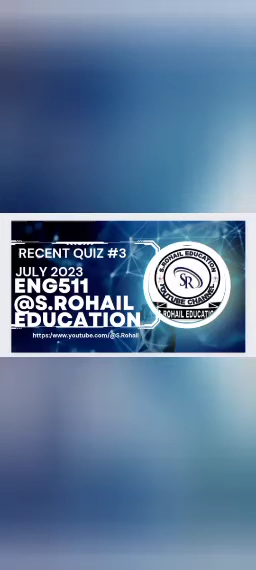 RECENT QUIZ #3
JULY 2023
ENG511
@S.ROHAIL
EDUCATION
https:/www.youtube.com/@S.Rohail
S.ROHAIL EDUCATION
SR
YOUTUBE CHANNEL
ROHAIL EDUCATIO